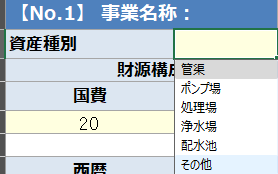 【No.1】 事業名称：
資産種別
管渠
財源構成
ポンプ場
国費
処理場
20
浄水場
配水池
西暦
その他